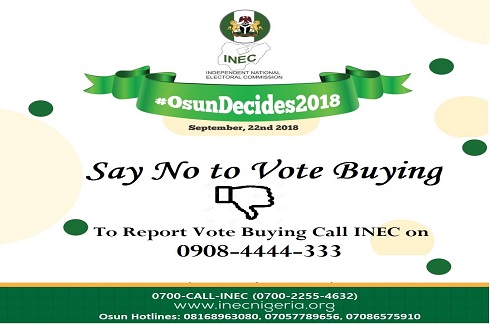 INEC
INDEPENDENT NATIONAL
ELECTORAL COMMISSION
#OsunDecides2018
September, 22nd 2018
Say No to Vote Buying
To Report Vote Buying Call INEC on
0908-4444-333
0700-CALL-INEC (0700-2255-4632)
www.inecnigeria.org
Osun Hotlines: 08168963080, 07057789656, 07086575910